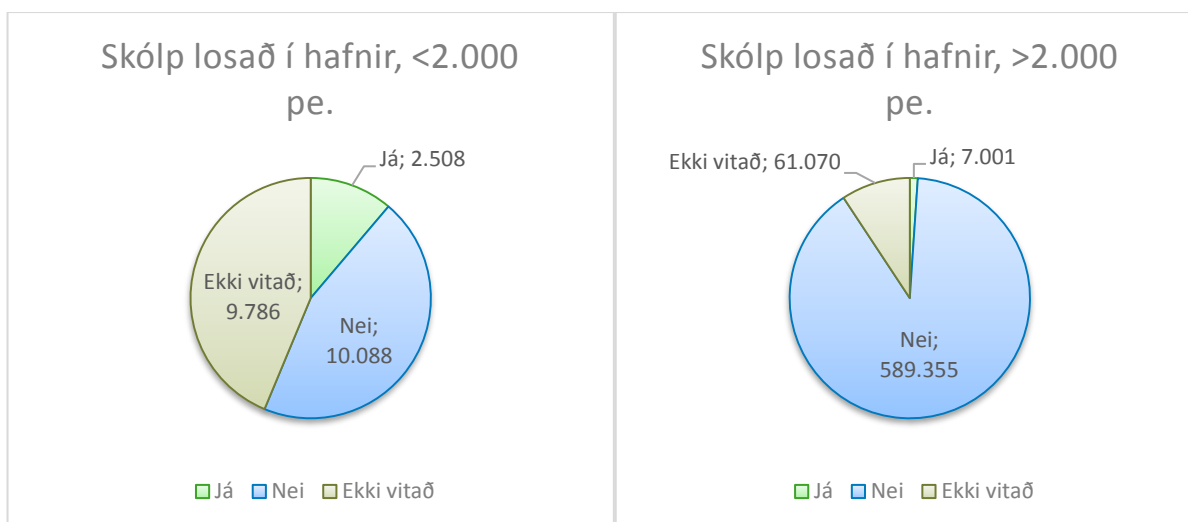 Skólp losað í hafnir, <2.000
pe.
Já; 2.508
Ekki vitað;
9.786
Nei;
10.088
Já Nei Ekki vitað
Skólp losað í hafnir, >2.000
pe.
Ekki vitað; 61.070
Já; 7.001
Nei;
589.355
Já Nei Ekki vitað